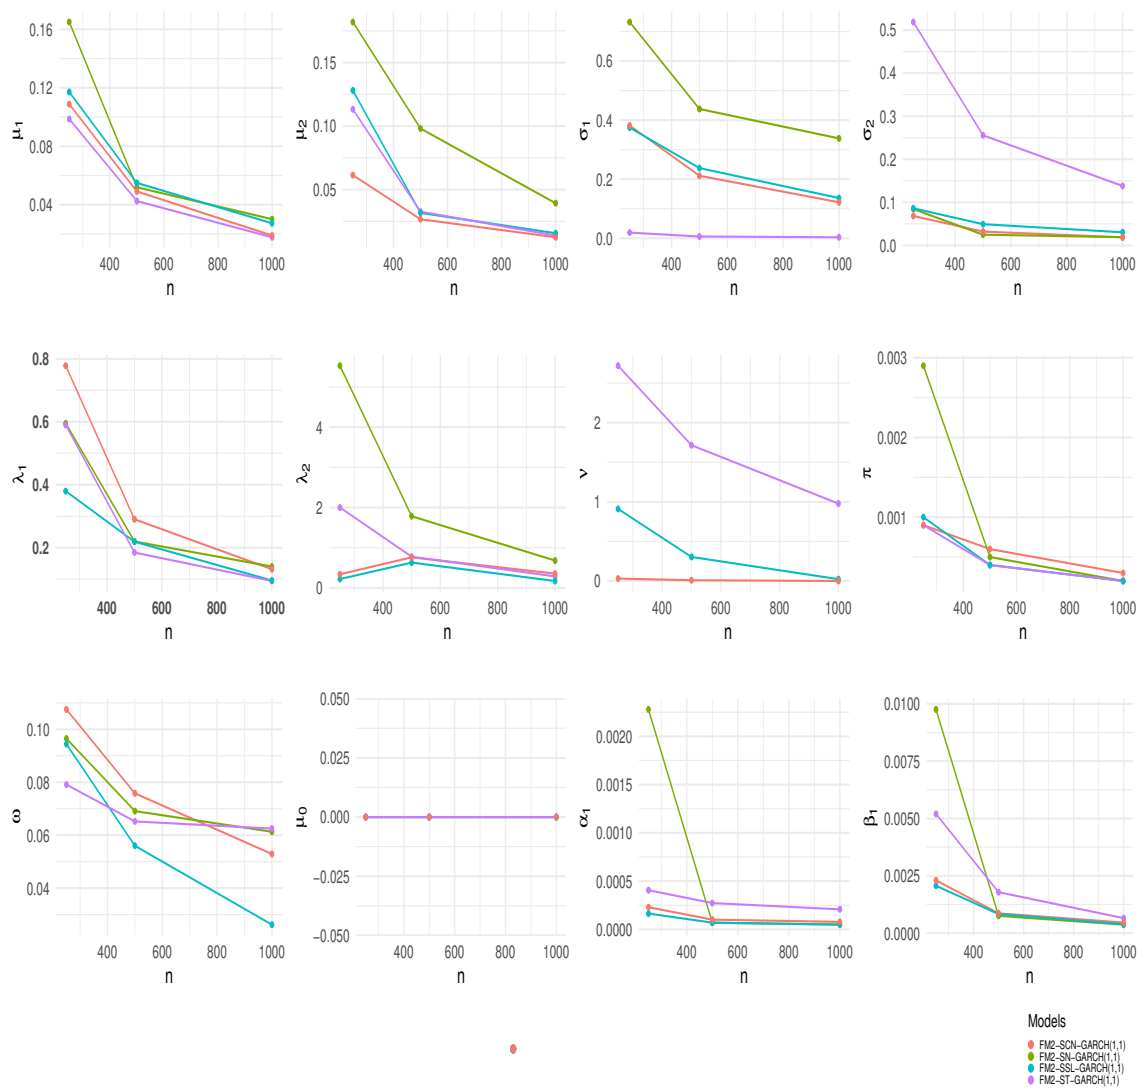 0.16
0.12
0.08
0.04
μ1
400 600 800 1000
n
0.15
0.10
0.05
μ2
400 600 800 1000
n
0.6
0.4
0.2
0.0
σ1
400 600 800 1000
n
0.5
0.4
0.3
0.2
0.1
0.0
σ2
400 600 800 1000
n
0.8
0.6
0.4
0.2
λ1
400 600 800 1000
n
4
2
0
λ2
400 600 800 1000
n
2
1
0
ν
400 600 800 1000
n
0.003
0.002
0.001
π
400 600 800 1000
n
0.10
0.08
0.06
0.04
ω
400 600 800 1000
n
0.050
0.025
0.000
−0.025
−0.050
μ0
400 600 800 1000
n
0.0020
0.0015
0.0010
0.0005
0.0000
α1
400 600 800 1000
n
0.0100
0.0075
0.0050
0.0025
0.0000
β1
400 600 800 1000
n
Models
FM2−SCN−GARCH(1,1)
FM2−SN−GARCH(1,1)
FM2−SSL−GARCH(1,1)
FM2−ST−GARCH(1,1)